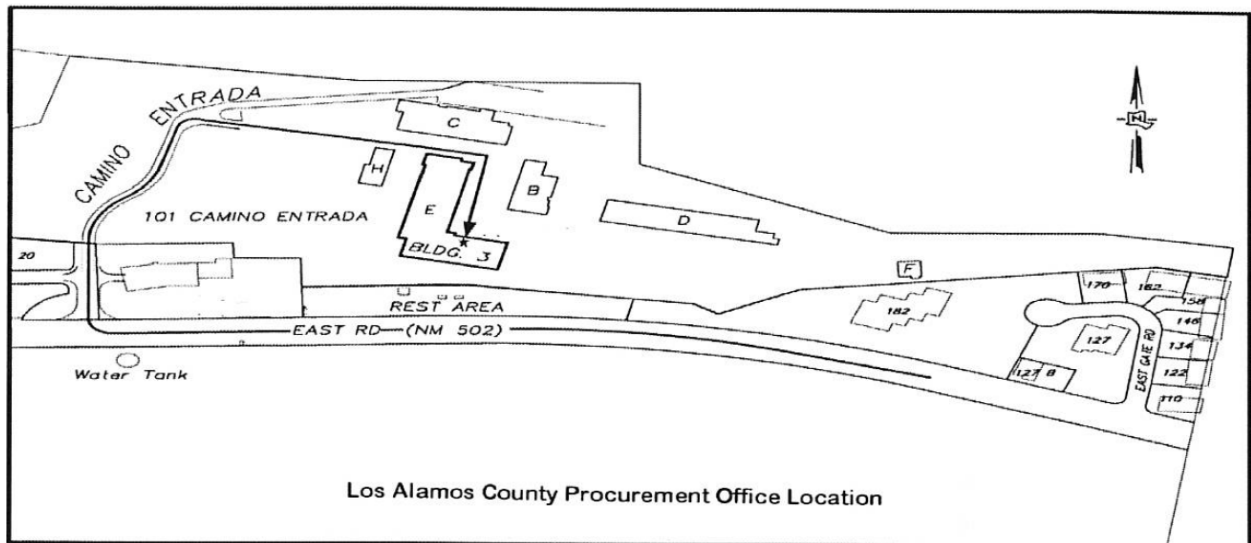 CAMINO ENTRADA
C
N
H
B
E
D
101 CAMINO ENTRADA
BLDG. 3
20
F
170
162
158
REST AREA
182
146
EAST RD (NM 502)
127
134
EAST GATE RD
Water Tank
127 B
122
110
Los Alamos County Procurement Office Location